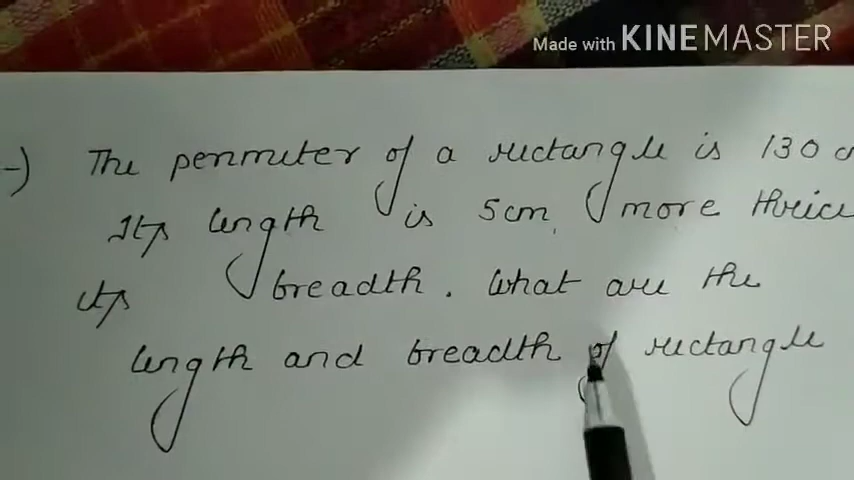 Made with KINEMASTER
-) The perimeter of a rectangle is 130 c
Its length is 5cm more thrice
its breadth. What are the
length and breadth of rectangle